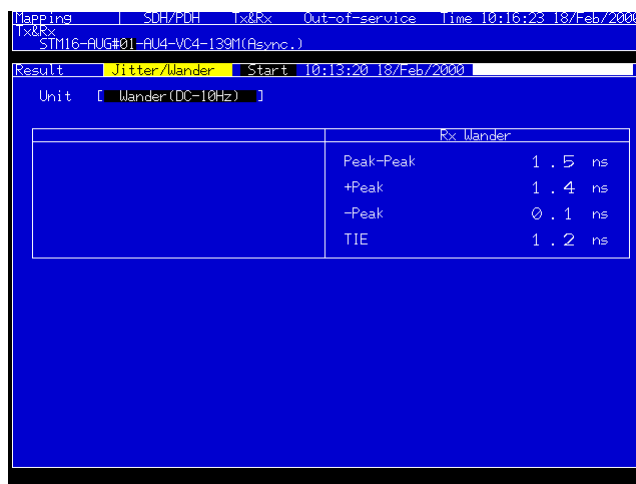 Mapping SDH/PDH Tx&Rx Out-of-service Time 10:16:23 18/Feb/200
Tx&Rx
STM16-AUG#01-AU4-VC4-139M(Async.)
Result Jitter/Wander Start 10:13:20 18/Feb/2000
Unit [ Wander(DC-10Hz) ]
Rx Wander
Peak-Peak 1.5 ns
+Peak 1.4 ns
-Peak 0.1 ns
TIE 1.2 ns